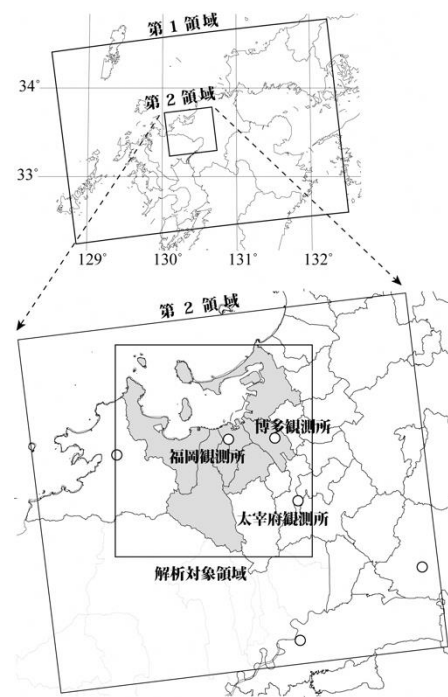 第1領域
34°
第2領域
33°
129°
130°
131°
132°
第2領域
博多観測所
福岡観測所
太宰府観測所
解析対象領域